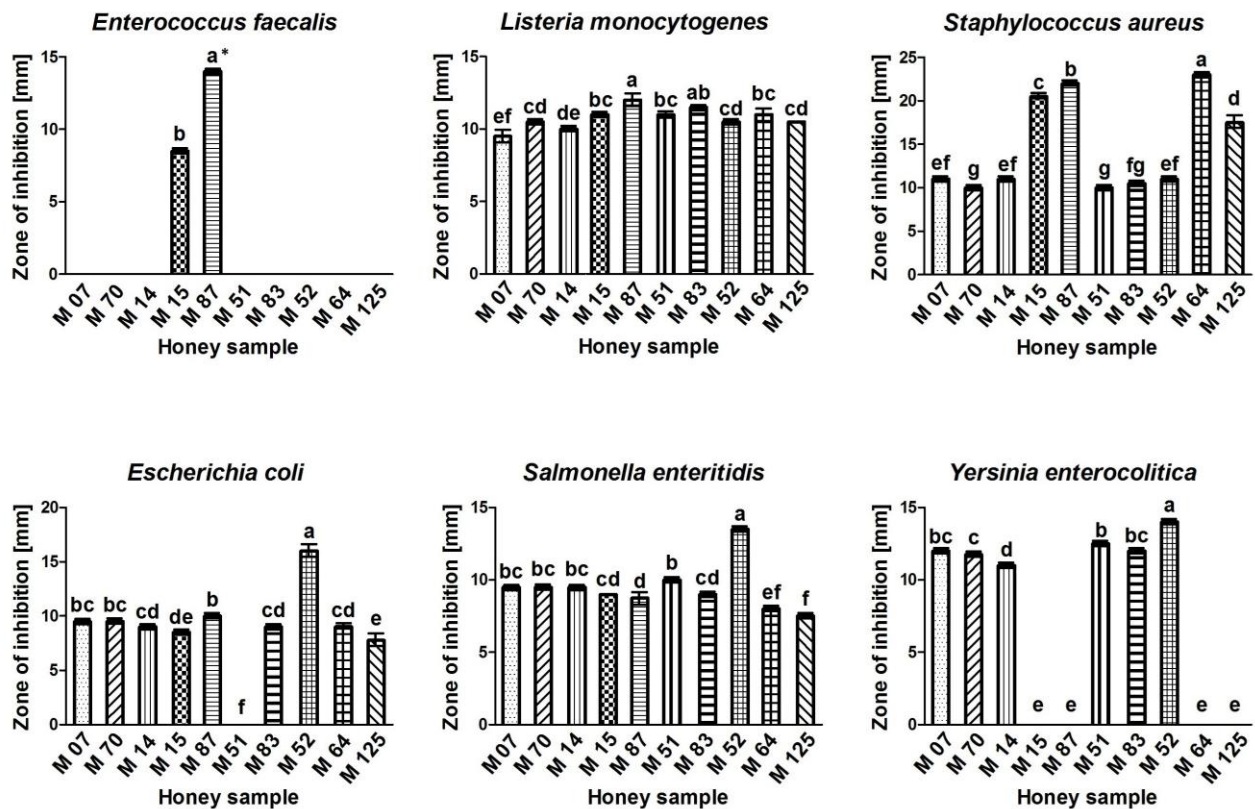 Enterococcus faecalis
Zone of inhibition [mm]
15
10
5
0
b
a*
M 07 M 70 M 14 M 15 M 87 M 51 M 83 M 52 M 64 M 125
Honey sample
Listeria monocytogenes
Zone of inhibition [mm]
15
10
5
0
ef cd de bc a bc ab cd bc cd
M 07 M 70 M 14 M 15 M 87 M 51 M 83 M 52 M 64 M 125
Honey sample
Staphylococcus aureus
Zone of inhibition [mm]
25
20
15
10
5
0
ef g ef c b g fg ef a d
M 07 M 70 M 14 M 15 M 87 M 51 M 83 M 52 M 64 M 125
Honey sample
Escherichia coli
Zone of inhibition [mm]
20
15
10
5
0
bc bc cd de b f cd a cd e
M 07 M 70 M 14 M 15 M 87 M 51 M 83 M 52 M 64 M 125
Honey sample
Salmonella enteritidis
Zone of inhibition [mm]
15
10
5
0
bc bc bc cd d b cd a ef f
M 07 M 70 M 14 M 15 M 87 M 51 M 83 M 52 M 64 M 125
Honey sample
Yersinia enterocolitica
Zone of inhibition [mm]
15
10
5
0
bc c d e e b bc a e e
M 07 M 70 M 14 M 15 M 87 M 51 M 83 M 52 M 64 M 125
Honey sample